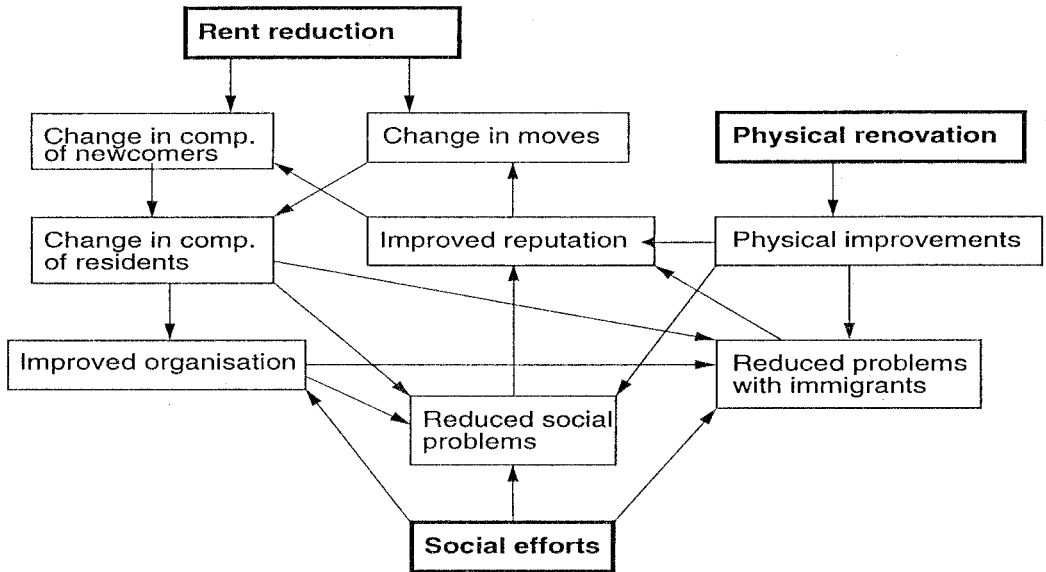 Rent reduction
Change in comp.
of newcomers
Change in moves
Physical renovation
Change in comp.
of residents
Improved reputation
Physical improvements
Improved organisation
Reduced problems
with immigrants
Reduced social
problems
Social efforts